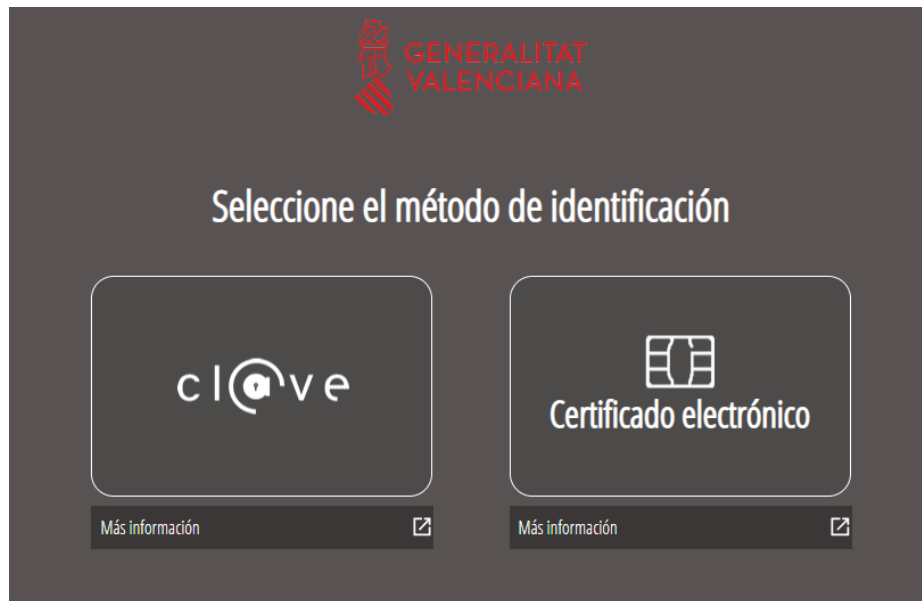 GENERALITAT
VALENCIANA
Seleccione el método de identificación
cl@ve
Certificado electrónico
Más información
Más información